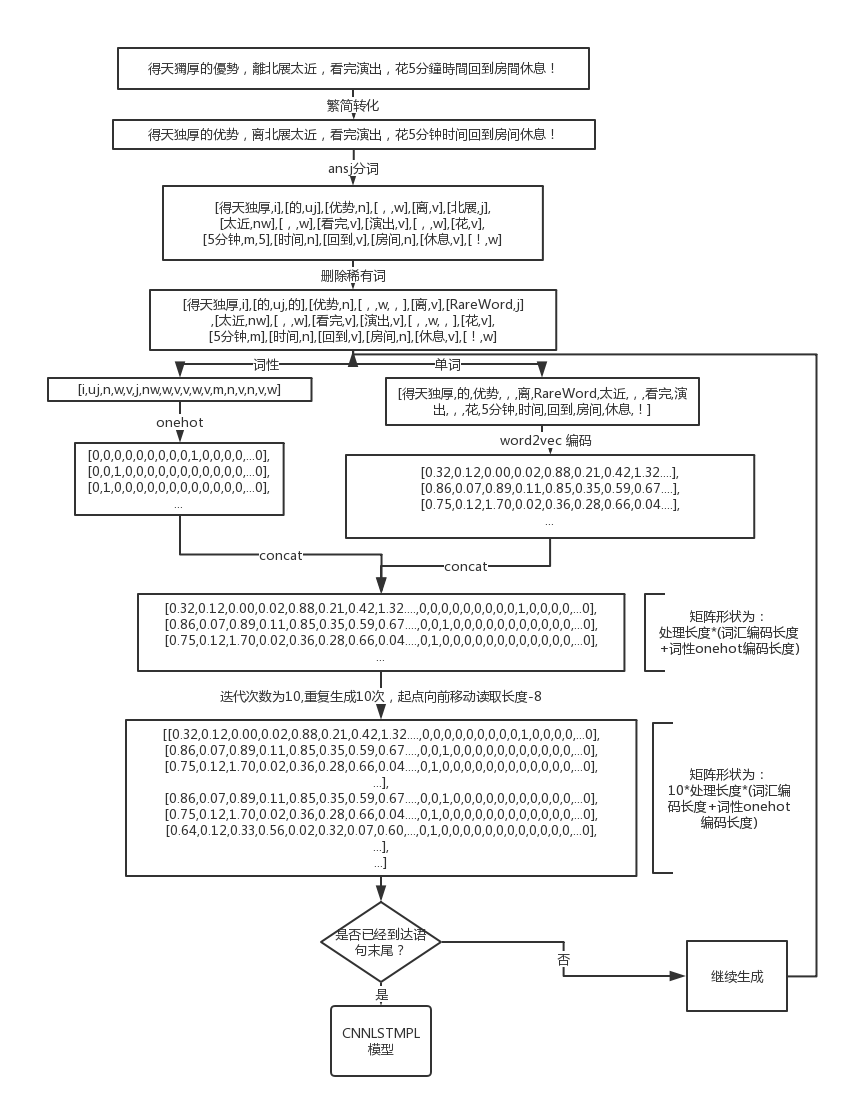 得天獨厚的優勢，離北展太近，看完演出，花5分鐘時間回到房間休息！
繁简转化
得天独厚的优势，离北展太近，看完演出，花5分钟时间回到房间休息！
ansj分词
[得天独厚,i],[的,uj],[优势,n],[，,w],[离,v],[北展,j],
[太近,nw],[，,w],[看完,v],[演出,v],[，,w],[花,v],
[5分钟,m,5],[时间,n],[回到,v],[房间,n],[休息,v],[！,w]
删除稀有词
[得天独厚,i],[的,uj,的],[优势,n],[，,w,，],[离,v],[RareWord,j]
,[太近,nw],[，,w],[看完,v],[演出,v],[，,w,，],[花,v],
[5分钟,m],[时间,n],[回到,v],[房间,n],[休息,v],[！,w]
词性
单词
[i,uj,n,w,v,j,nw,w,v,v,w,v,m,n,v,n,v,w]
[得天独厚,的,优势,，,离,RareWord,太近,，,看完,演
出,，,花,5分钟,时间,回到,房间,休息,！]
onehot
word2vec 编码
[0,0,0,0,0,0,0,0,0,1,0,0,0,0,...0],
[0,0,1,0,0,0,0,0,0,0,0,0,0,0,...0],
[0,1,0,0,0,0,0,0,0,0,0,0,0,0,...0],
...
[0.32,0.12,0.00,0.02,0.88,0.21,0.42,1.32....],
[0.86,0.07,0.89,0.11,0.85,0.35,0.59,0.67....],
[0.75,0.12,1.70,0.02,0.36,0.28,0.66,0.04....],
...
concat
concat
[0.32,0.12,0.00,0.02,0.88,0.21,0.42,1.32....,0,0,0,0,0,0,0,0,0,1,0,0,0,0,...0],
[0.86,0.07,0.89,0.11,0.85,0.35,0.59,0.67....,0,0,1,0,0,0,0,0,0,0,0,0,0,0,...0],
[0.75,0.12,1.70,0.02,0.36,0.28,0.66,0.04....,0,1,0,0,0,0,0,0,0,0,0,0,0,0,...0],
...
矩阵形状为：
处理长度*(词汇编码长度
+词性onehot编码长度)
迭代次数为10,重复生成10次，起点向前移动读取长度-8
[[0.32,0.12,0.00,0.02,0.88,0.21,0.42,1.32....,0,0,0,0,0,0,0,0,0,1,0,0,0,0,...0],
[0.86,0.07,0.89,0.11,0.85,0.35,0.59,0.67....,0,0,1,0,0,0,0,0,0,0,0,0,0,0,...0],
[0.75,0.12,1.70,0.02,0.36,0.28,0.66,0.04....,0,1,0,0,0,0,0,0,0,0,0,0,0,0,...0],
...],
[0.86,0.07,0.89,0.11,0.85,0.35,0.59,0.67....,0,0,1,0,0,0,0,0,0,0,0,0,0,0,...0],
[0.75,0.12,1.70,0.02,0.36,0.28,0.66,0.04....,0,1,0,0,0,0,0,0,0,0,0,0,0,0,...0],
[0.64,0.12,0.33,0.56,0.02,0.32,0.07,0.60,...,0,1,0,0,0,0,0,0,0,0,0,0,0,0,...0],
...],
...]
矩阵形状为：
10*处理长度*(词汇编
码长度+词性onehot
编码长度)
是否已经到达语
句末尾？
否
继续生成
是
CNNLSTMPL
模型